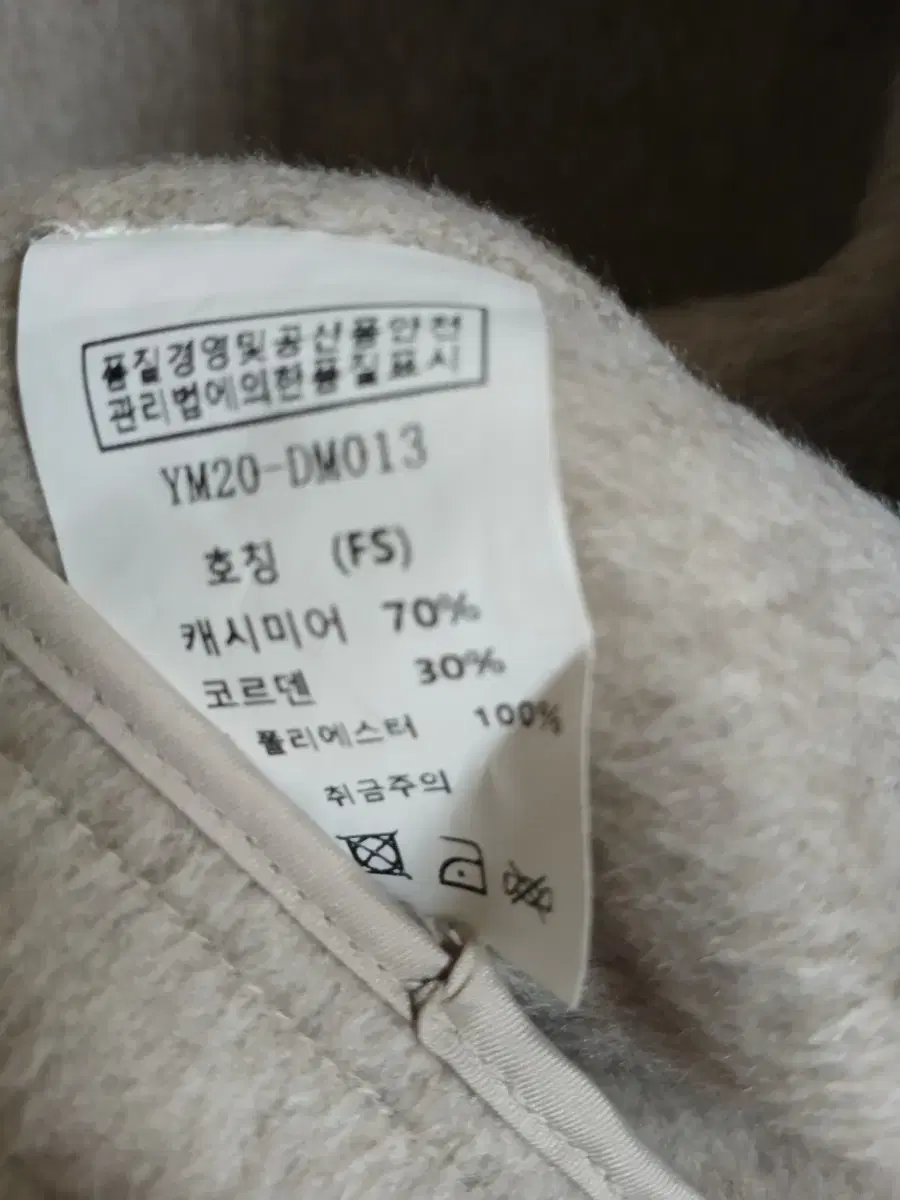 품질경영및공산품안전
관리법에의한품질표시
YM20-DM013
호칭 (FS)
캐시미어 70%
코르덴 30%
폴리에스터 100%
취금주의